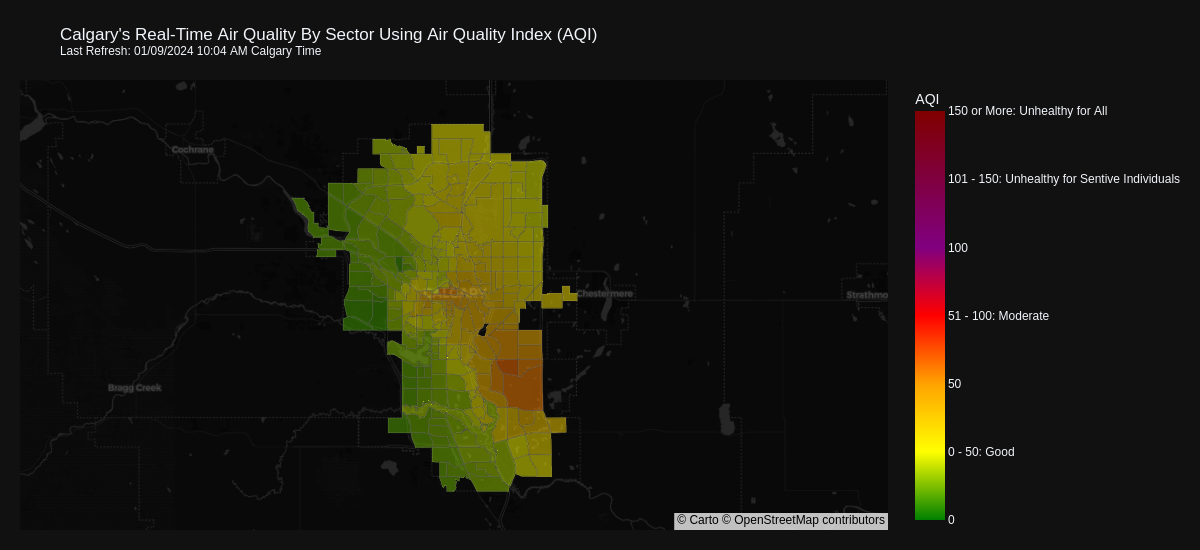 Calgary's Real-Time Air Quality By Sector Using Air Quality Index (AQI)
Last Refresh: 01/09/2024 10:04 AM Calgary Time
AQI
150 or More: Unhealthy for All
Cochrane
101 - 150: Unhealthy for Sentive Individuals
100
CALGARY
Chestermere
Strathmo
51 - 100: Moderate
50
Bragg Creek
0 - 50: Good
0
© Carto © OpenStreetMap contributors